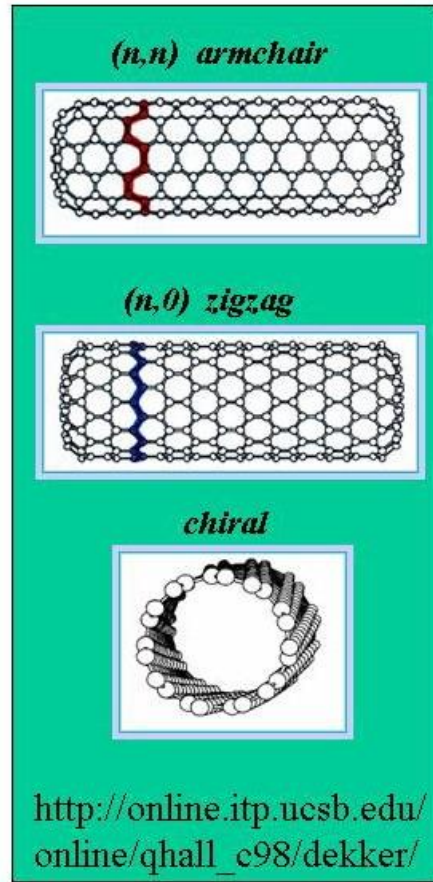 (n,n) armchair
(n,0) zigzag
chiral
http://online.itp.ucsb.edu/
online/qhall_c98/dekker/